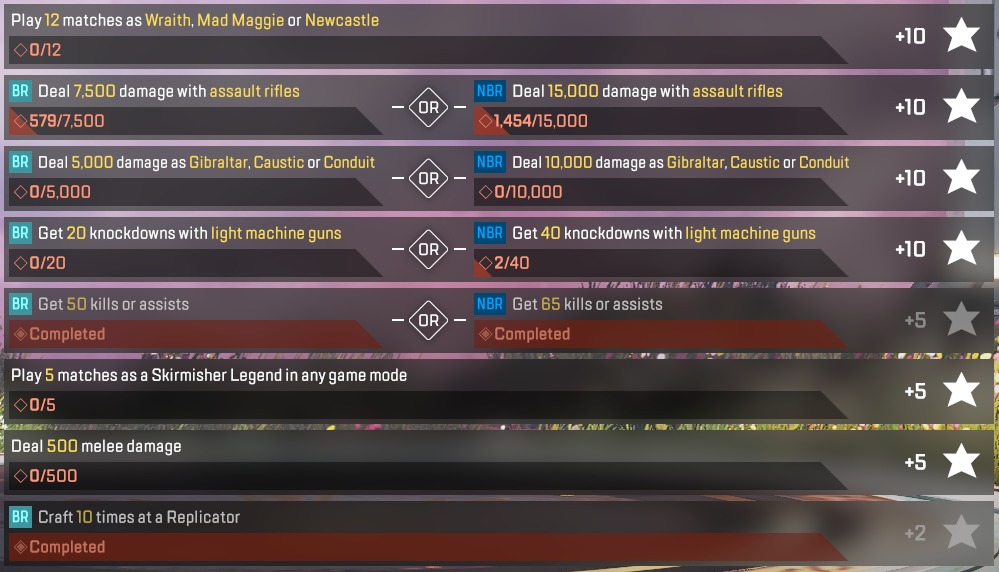 Play 12 matches as Wraith, Mad Maggie or Newcastle
0/12
+10
BR Deal 7,500 damage with assault rifles
579/7,500
OR
NBR Deal 15,000 damage with assault rifles
1,454/15,000
+10
BR Deal 5,000 damage as Gibraltar, Caustic or Conduit
0/5,000
OR
NBR Deal 10,000 damage as Gibraltar, Caustic or Conduit
0/10,000
+10
BR Get 20 knockdowns with light machine guns
0/20
OR
NBR Get 40 knockdowns with light machine guns
2/40
+10
BR Get 50 kills or assists
Completed
OR
NBR Get 65 kills or assists
Completed
+5
Play 5 matches as a Skirmisher Legend in any game mode
0/5
+5
Deal 500 melee damage
0/500
+5
BR Craft 10 times at a Replicator
Completed
+2